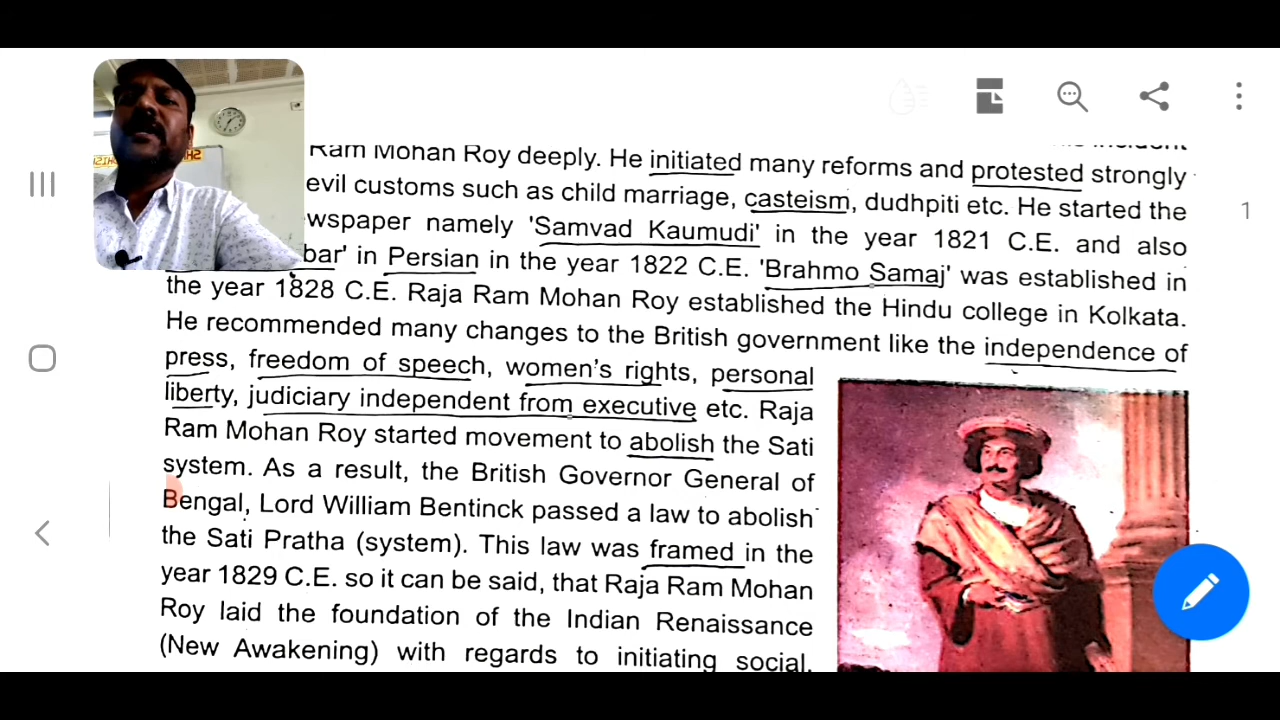 Ram Mohan Roy deeply. He initiated many reforms and protested strongly
evil customs such as child marriage, casteism, dudhpiti etc. He started the
wspaper namely 'Samvad Kaumudi' in the year 1821 C.E. and also
bar' in Persian in the year 1822 C.E. 'Brahmo Samaj' was established in
the year 1828 C.E. Raja Ram Mohan Roy established the Hindu college in Kolkata.
He recommended many changes to the British government like the independence of
press, freedom of speech, women's rights, personal
liberty, judiciary independent from executive etc. Raja
Ram Mohan Roy started movement to abolish the Sati
system. As a result, the British Governor General of
Bengal, Lord William Bentinck passed a law to abolish
the Sati Pratha (system). This law was framed in the
year 1829 C.E. so it can be said, that Raja Ram Mohan
Roy laid the foundation of the Indian Renaissance
(New Awakening) with regards to initiating social,
1